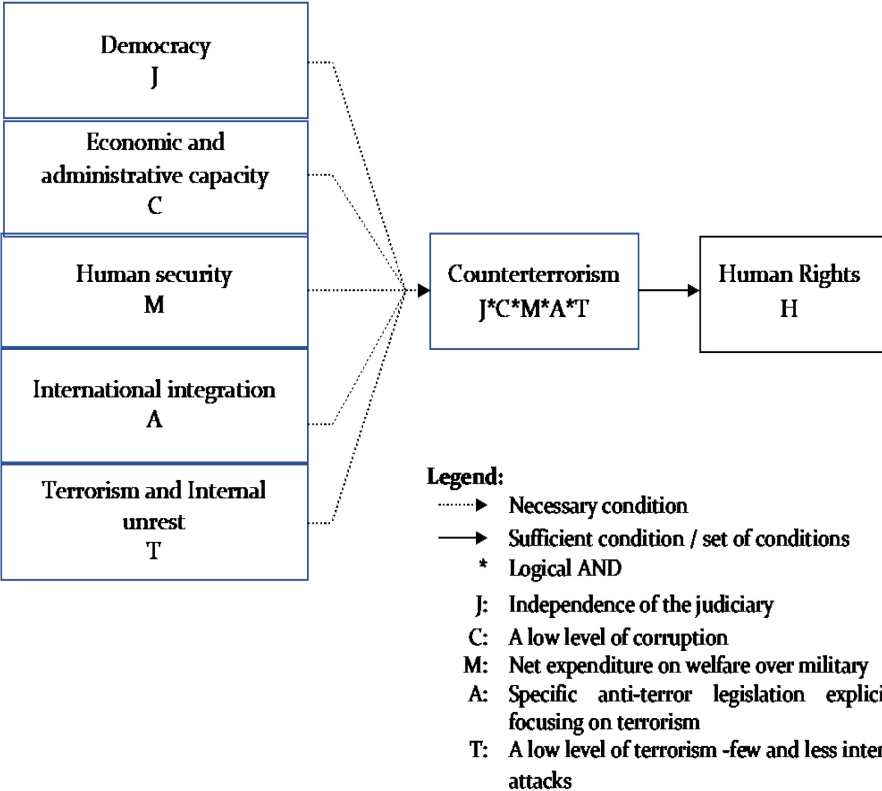 Democracy
J
Economic and
administrative capacity
C
Human security
M
International integration
A
Terrorism and Internal
unrest
T
Counterterrorism
J*C*M*A*T
Human Rights
H
Legend:
Necessary condition
Sufficient condition / set of conditions
* Logical AND
J: Independence of the judiciary
C: A low level of corruption
M: Net expenditure on welfare over military
A: Specific anti-terror legislation
focusing on terrorism
T: A low level of terrorism -few and less
attacks